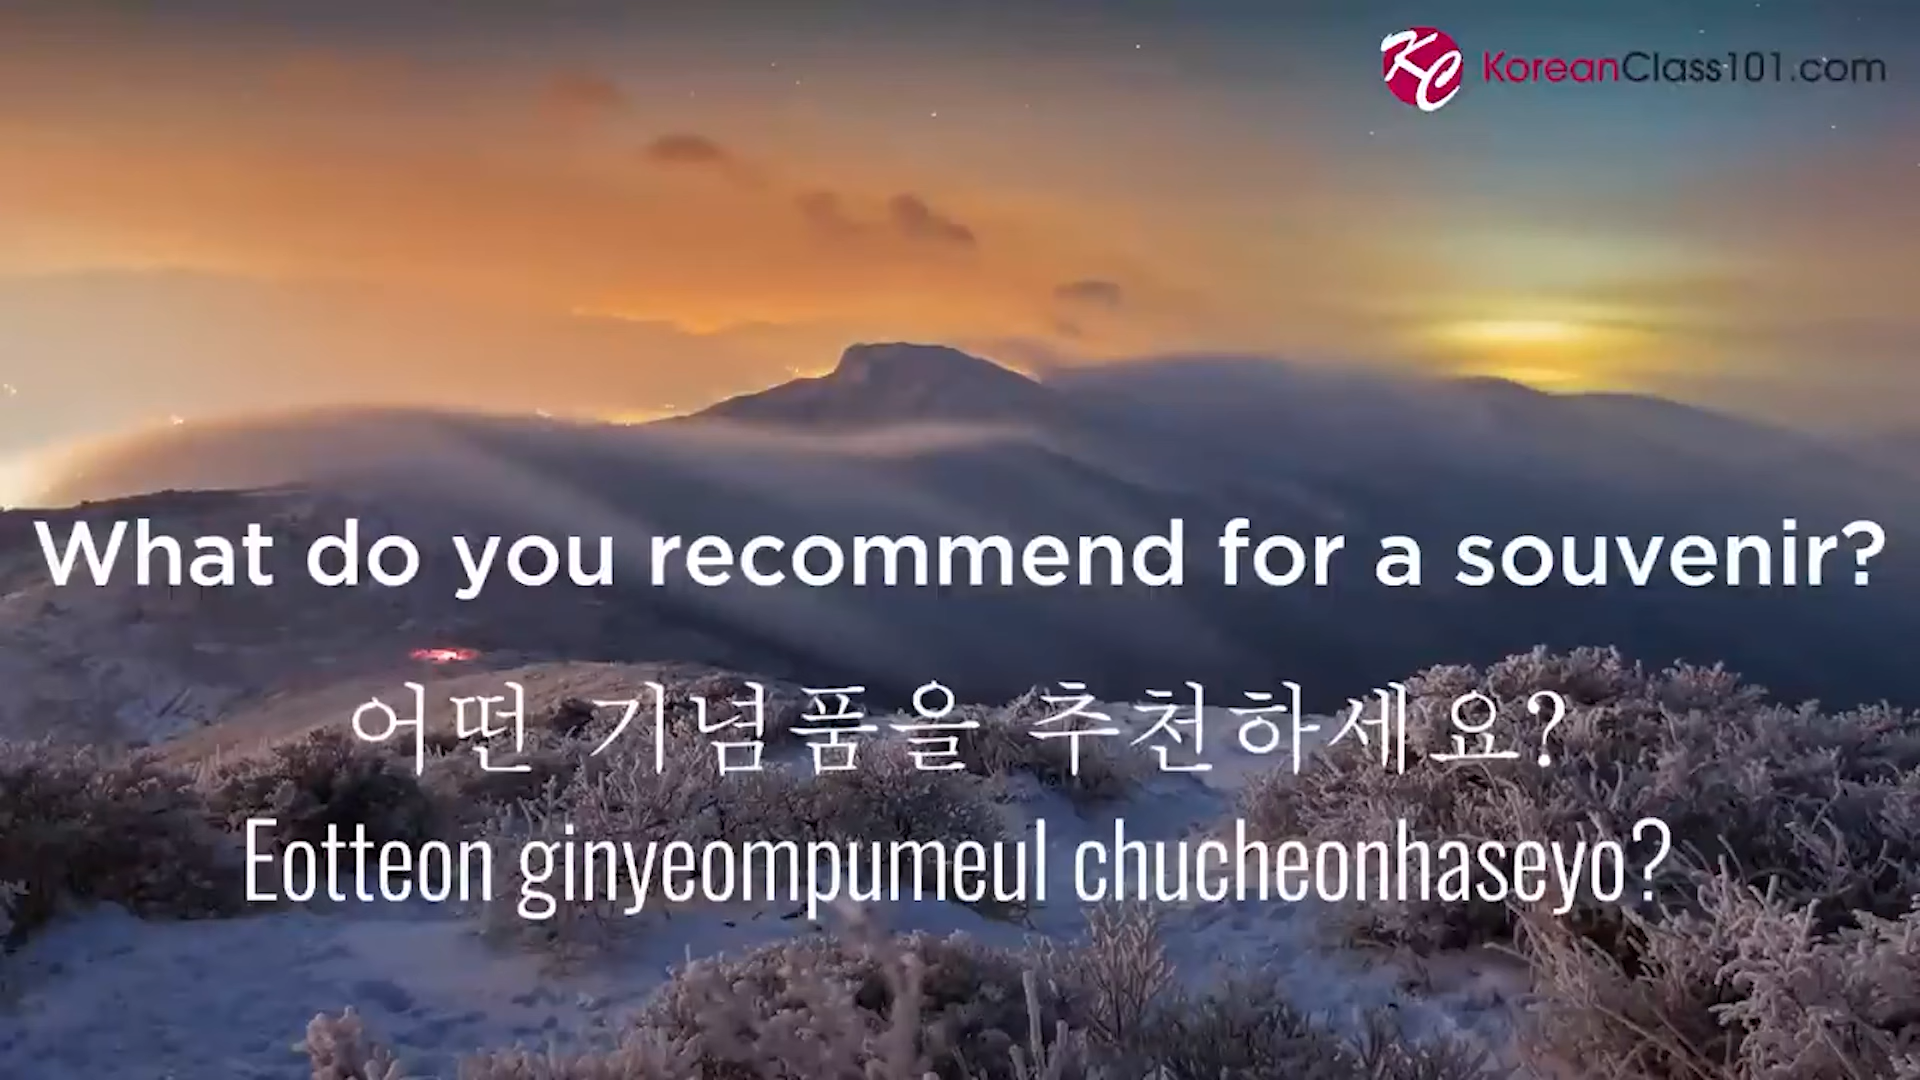 KC KoreanClass101.com
What do you recommend for a souvenir?
어떤 기념품을 추천하세요?
Eotteon ginyeompumeul chucheonhaseyo?